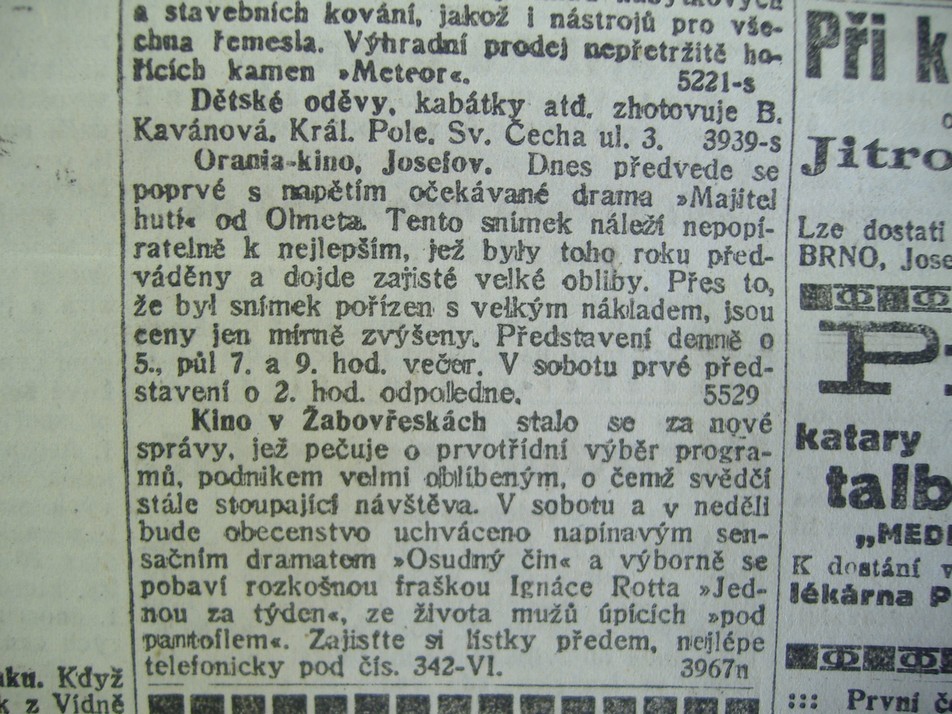 a stavebních kování, jakož i nástrojů pro vše-
chna řemesla. Výhradní prodej nepřetržitě ho-
řících kamen »Meteor«. 5221-s
Dětské oděvy, kabátky atd. zhotovuje B.
Kavánová. Král. Pole. Sv. Čecha ul. 3. 3939-s
Orania-kino, Josefov. Dnes předvede se
poprvé s napětím očekávané drama »Majitel
hutí« od Ohneta. Tento snímek náleží nepopí-
ratelně k nejlepším, jež byly toho roku před-
váděny a dojde zajisté velké obliby. Přes to,
že byl snímek pořízen s velkým nákladem, jsou
ceny jen mírně zvýšeny. Představení denně o
5., půl 7. a 9. hod. večer. V sobotu prvé před-
stavení o 2. hod. odpoledne. 5529
Kino v Žabovřeskách stalo se za nové
správy, jež pečuje o prvotřídní výběr progra-
mů, podnikem velmi oblíbeným, o čemž svědčí
stále stoupající návštěva. V sobotu a v neděli
bude obecenstvo uchváceno napínavým sen-
sačním dramatem »Osudný čin« a výborně se
pobaví rozkošnou fraškou Ignáce Rotta »Jed-
nou za týden«, ze života mužů úpících »pod
pantoflem«. Zajistte si lístky předem, nejlépe
telefonicky pod čís. 342-VI. 3967n
Když
k z Vídně
Při k
Jitro
Lze dostati
BRNO, Jose
P
katary
talb
„MEDI
K dostání v
lékárna P
::: První č